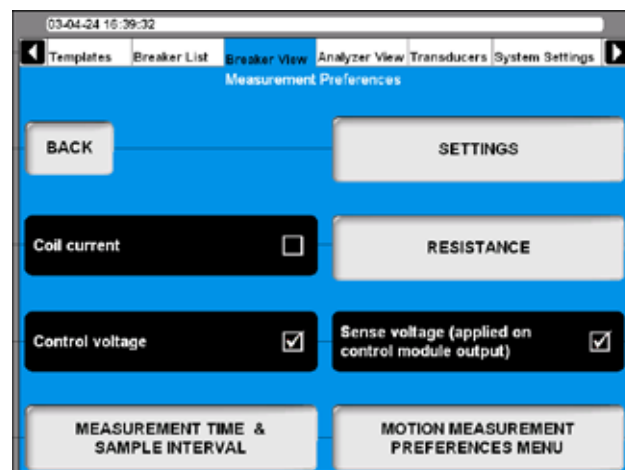 03-04-24 16:39:32
Templates Breaker List Breaker View Analyzer View Transducers System Settings
Measurement Preferences
BACK
SETTINGS
Coil current
RESISTANCE
Control voltage
Sense voltage (applied on
control module output)
MEASUREMENT TIME &
SAMPLE INTERVAL
MOTION MEASUREMENT
PREFERENCES MENU